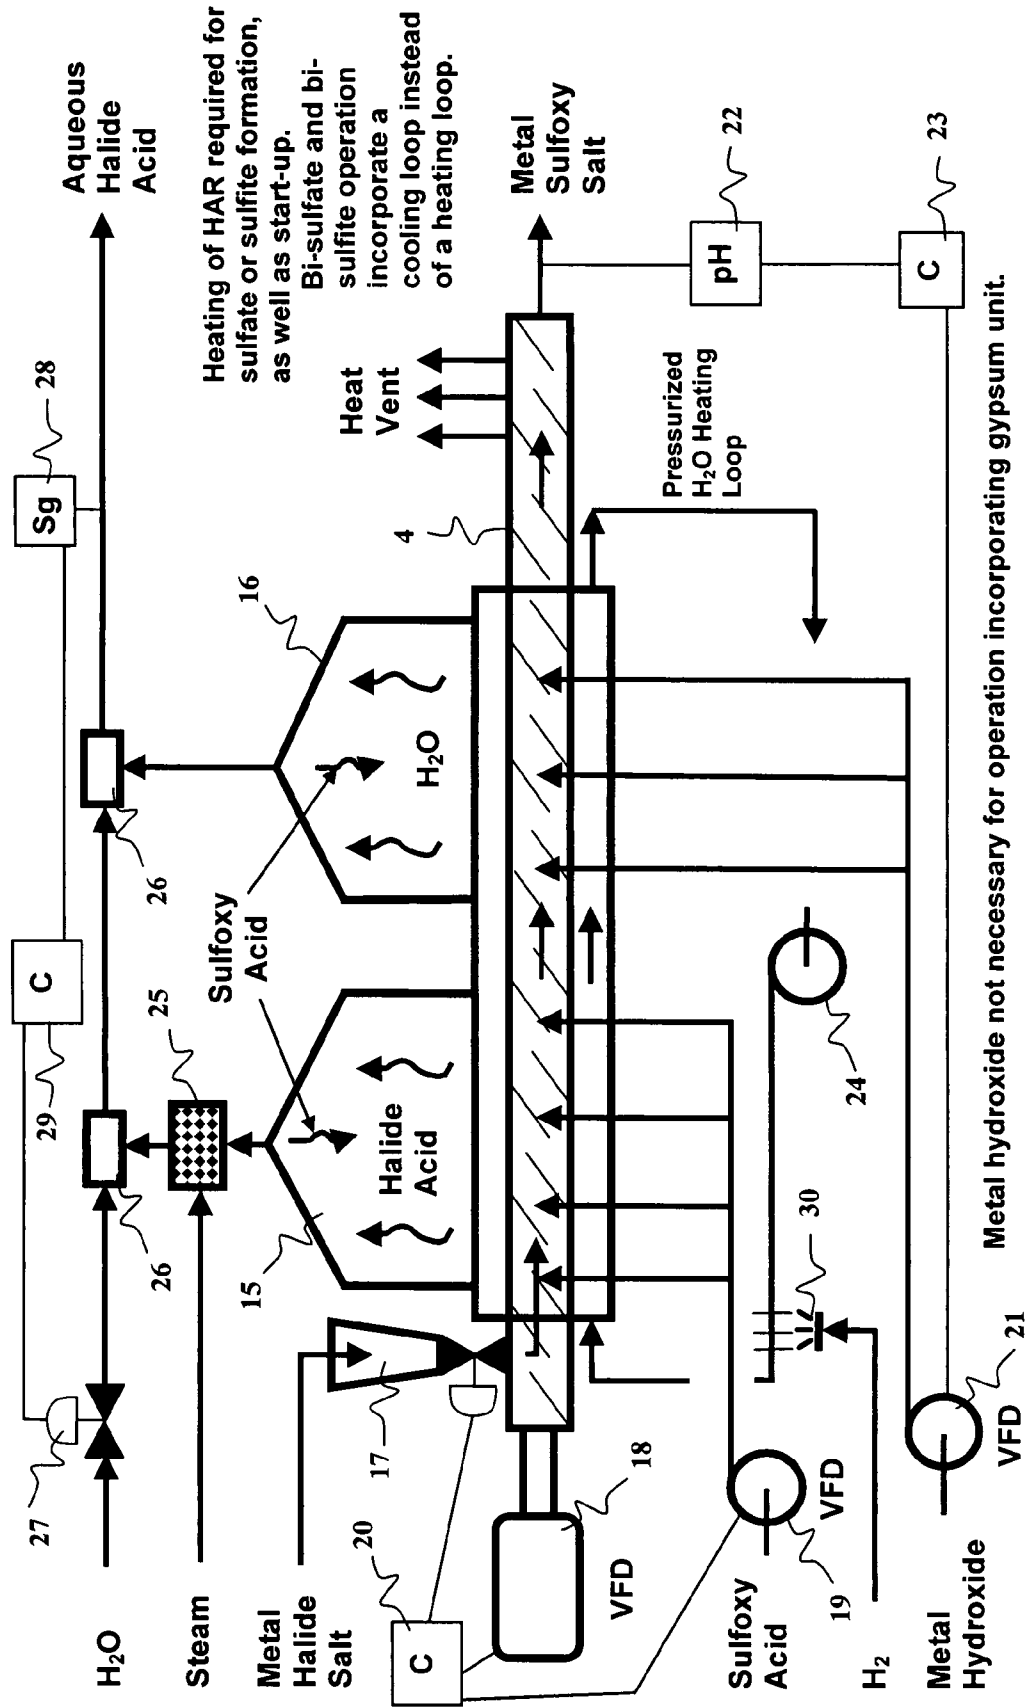 Aqueous
Halide
Acid
Heating of HAR required for
sulfate or sulfite formation,
as well as start-up.
Bi-sulfate and bi-
sulfite operation
incorporate a
cooling loop instead
of a heating loop.
Sg
28
C
29
27
H₂O
26
26
25
Steam
Sulfoxy
Acid
15
Halide
Acid
16
H₂O
Heat
Vent
4
Metal
Sulfoxy
Salt
Metal
Halide
Salt
17
20
C
18
VFD
Pressurized
H₂O Heating
Loop
pH
22
C
23
Sulfoxy
Acid
VFD
19
24
30
H₂
Metal
Hydroxide
VFD
21
Metal hydroxide not necessary for operation incorporating gypsum unit.